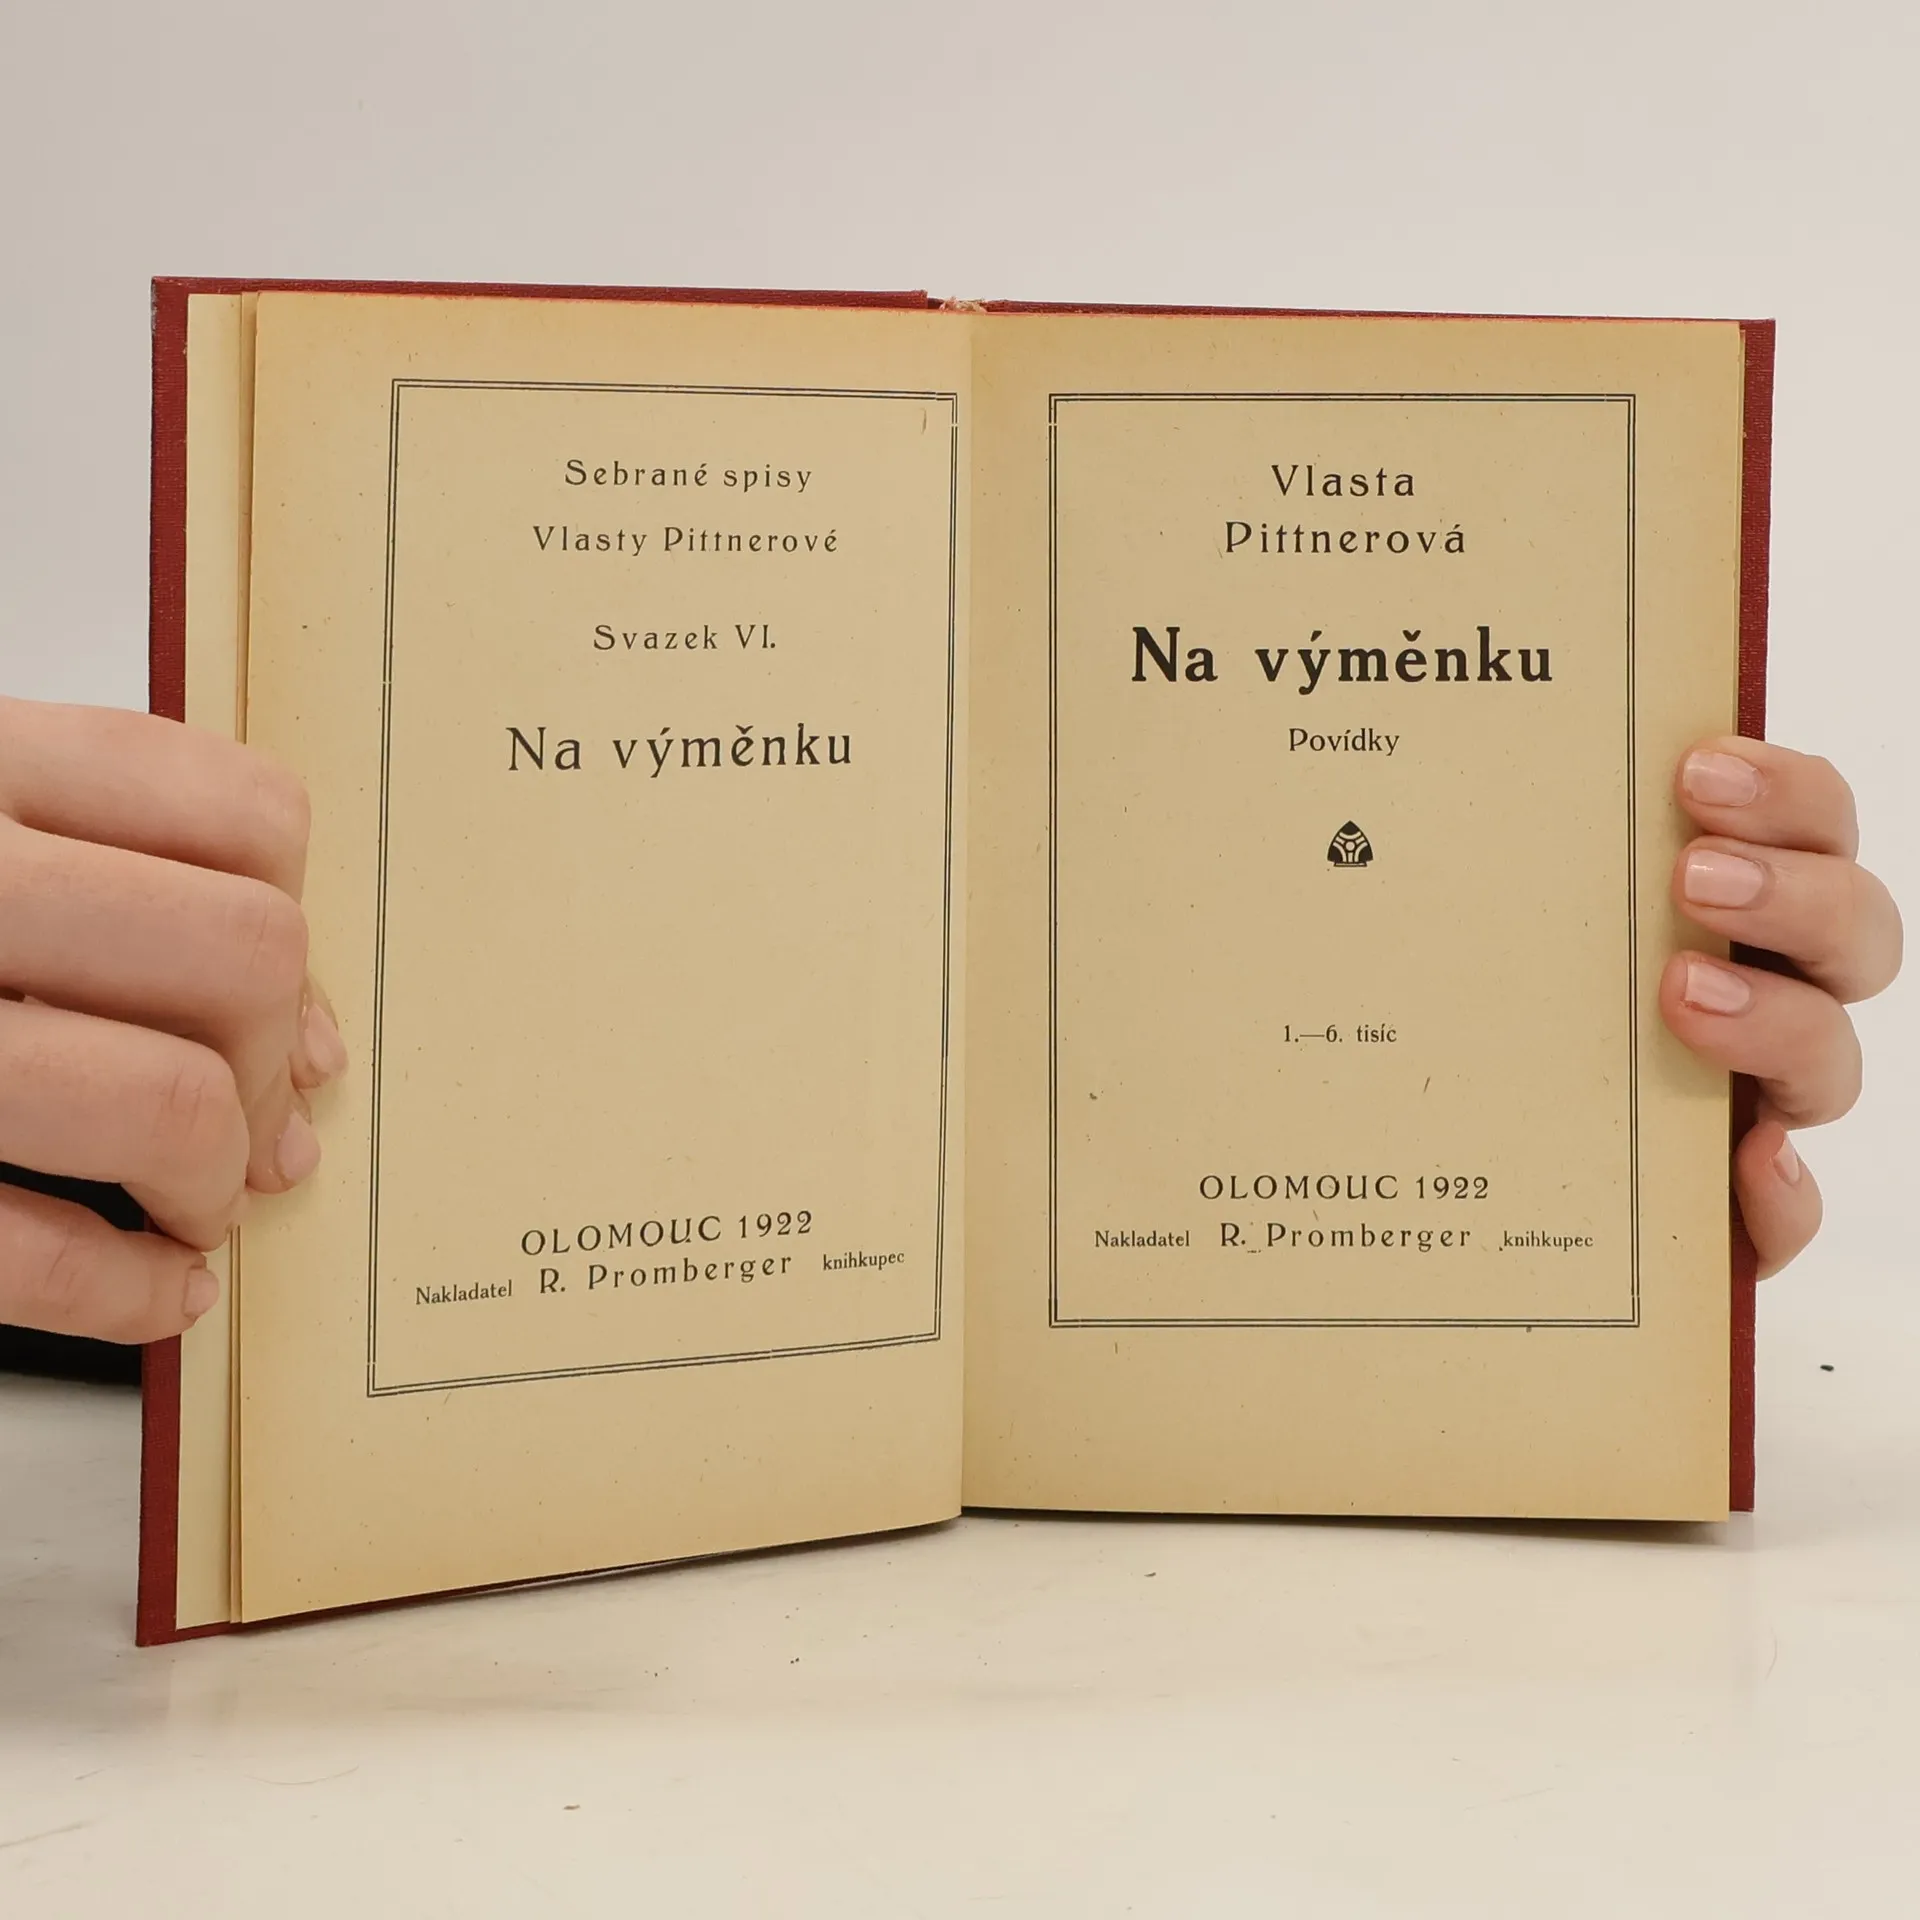 Sebrané spisy
Vlasty Pittnerové
Svazek VI.
Na výměnku
OLOMOUC 1922
Nakladatel R. Promberger knihkupec
Vlasta
Pittnerová
Na výměnku
Povídky
1.—6. tisíc
OLOMOUC 1922
Nakladatel R. Promberger knihkupec